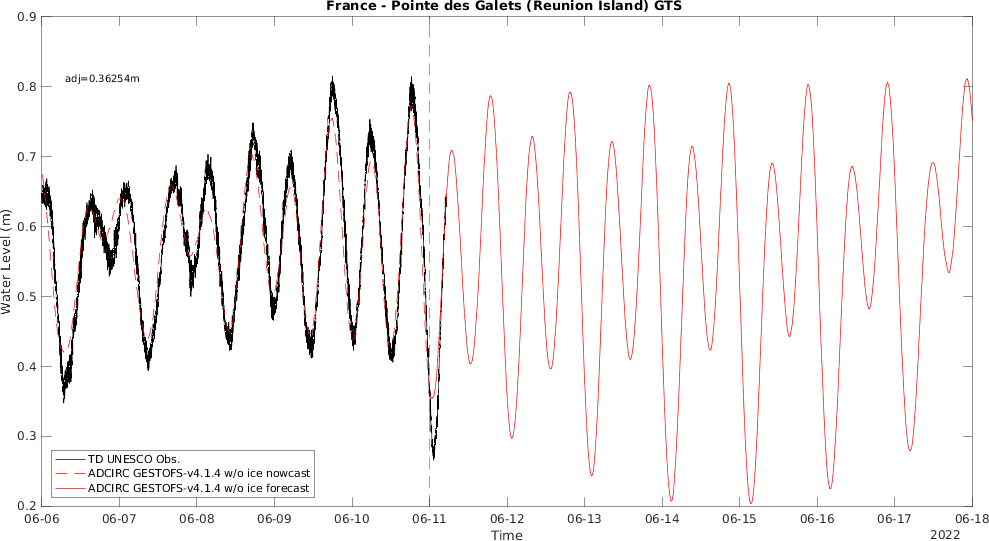 France - Pointe des Galets (Reunion Island) GTS
0.9
adj=0.36254m
0.8
0.7
0.6
0.5
0.4
0.3
0.2
Water Level (m)
TD UNESCO Obs.
ADCIRC GESTOFS-v4.1.4 w/o ice nowcast
ADCIRC GESTOFS-v4.1.4 w/o ice forecast
06-06 06-07 06-08 06-09 06-10 06-11 06-12 06-13 06-14 06-15 06-16 06-17 06-18
Time
2022